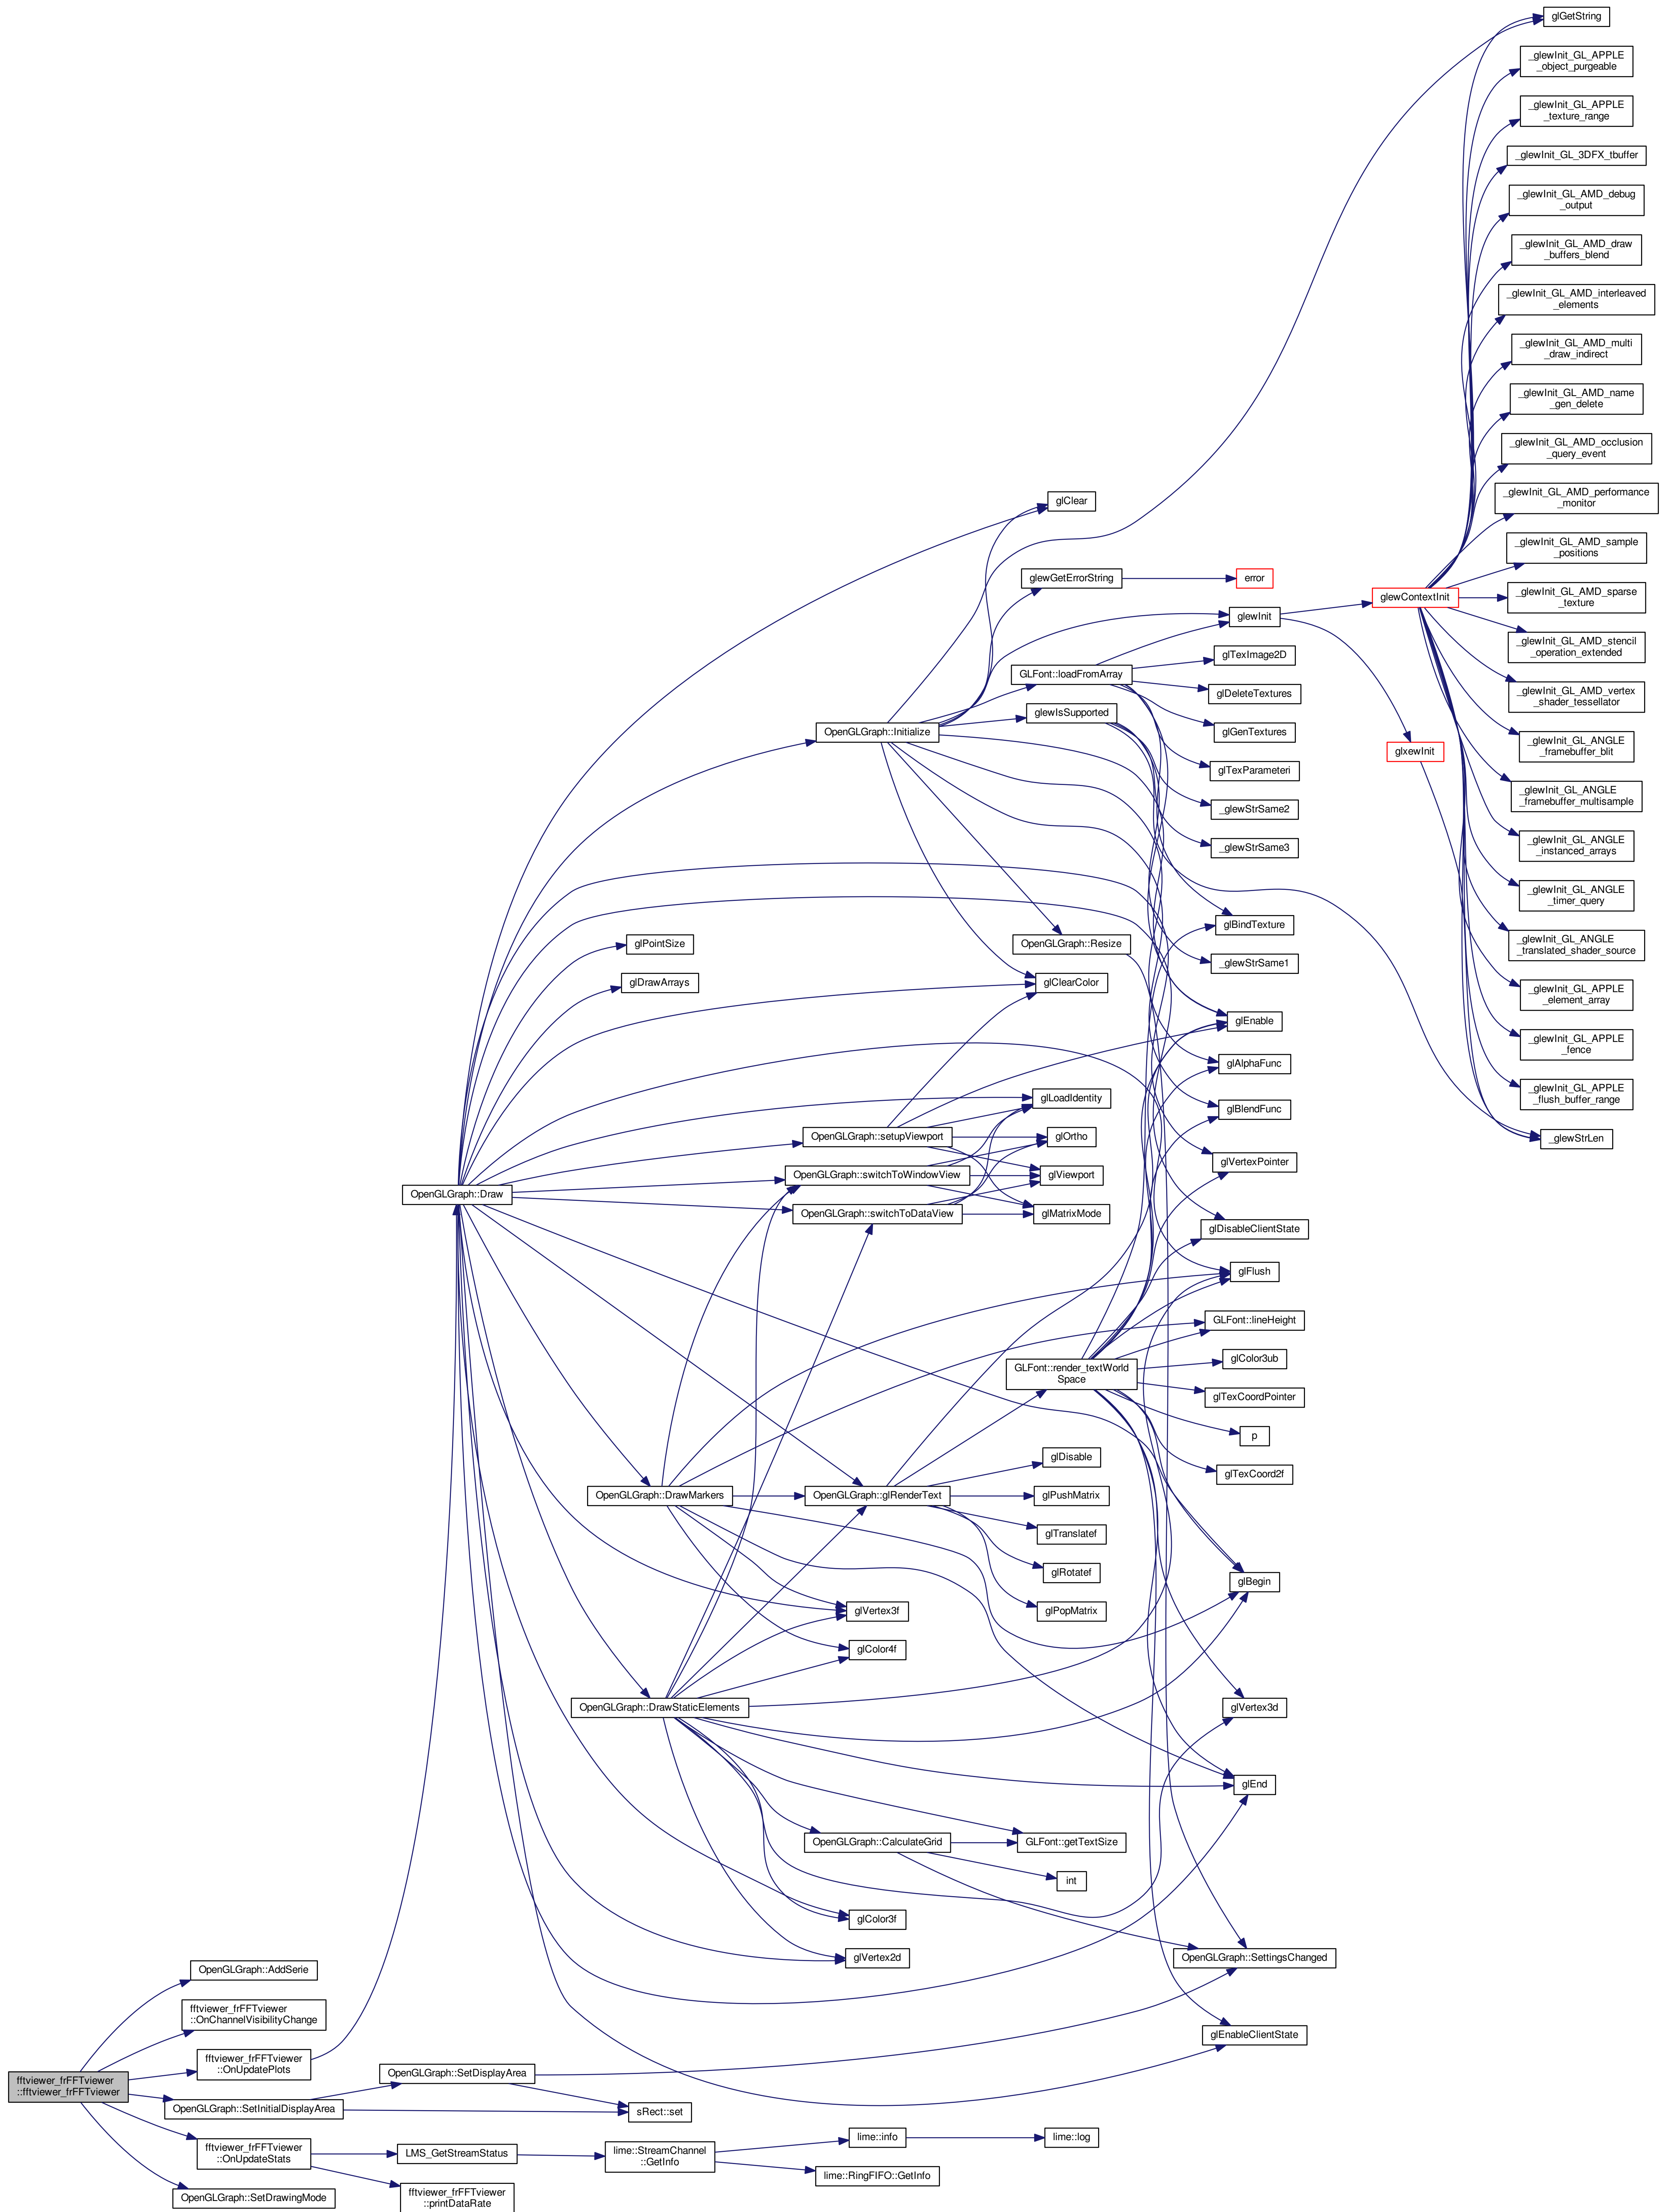 glGetString
_glewInit_GL_APPLE
_object_purgeable
_glewInit_GL_APPLE
_texture_range
_glewInit_GL_3DFX_tbuffer
_glewInit_GL_AMD_debug
_output
_glewInit_GL_AMD_draw
_buffers_blend
_glewInit_GL_AMD_interleaved
_elements
_glewInit_GL_AMD_multi
_draw_indirect
_glewInit_GL_AMD_name
_gen_delete
_glewInit_GL_AMD_occlusion
_query_event
_glewInit_GL_AMD_performance
_monitor
_glewInit_GL_AMD_sample
_positions
_glewInit_GL_AMD_sparse
_texture
_glewInit_GL_AMD_stencil
_operation_extended
_glewInit_GL_AMD_vertex
_shader_tessellator
_glewInit_GL_ANGLE
_framebuffer_blit
_glewInit_GL_ANGLE
_framebuffer_multisample
_glewInit_GL_ANGLE
_instanced_arrays
_glewInit_GL_ANGLE
_timer_query
_glewInit_GL_ANGLE
_translated_shader_source
_glewInit_GL_APPLE
_element_array
_glewInit_GL_APPLE
_fence
_glewInit_GL_APPLE
_flush_buffer_range
_glewStrLen
glewContextInit
glxewInit
glClear
glewGetErrorString
error
glewInit
GLFont::loadFromArray
glTexImage2D
glDeleteTextures
glewIsSupported
OpenGLGraph::Initialize
glGenTextures
glTexParameteri
_glewStrSame2
_glewStrSame3
glBindTexture
OpenGLGraph::Resize
glPointSize
_glewStrSame1
glDrawArrays
glClearColor
glEnable
glAlphaFunc
glLoadIdentity
glBlendFunc
OpenGLGraph::setupViewport
glOrtho
glVertexPointer
OpenGLGraph::switchToWindowView
glViewport
OpenGLGraph::Draw
OpenGLGraph::switchToDataView
glMatrixMode
glDisableClientState
glFlush
GLFont::lineHeight
GLFont::render_textWorld
Space
glColor3ub
glTexCoordPointer
p
glDisable
glTexCoord2f
OpenGLGraph::DrawMarkers
OpenGLGraph::glRenderText
glPushMatrix
glTranslatef
glRotatef
glBegin
glVertex3f
glPopMatrix
glColor4f
OpenGLGraph::DrawStaticElements
glVertex3d
glEnd
OpenGLGraph::CalculateGrid
GLFont::getTextSize
int
glColor3f
glVertex2d
OpenGLGraph::SettingsChanged
OpenGLGraph::AddSerie
fftviewer_frFFTviewer
::OnChannelVisibilityChange
glEnableClientState
fftviewer_frFFTviewer
::OnUpdatePlots
OpenGLGraph::SetDisplayArea
fftviewer_frFFTviewer
::fftviewer_frFFTviewer
OpenGLGraph::SetInitialDisplayArea
sRect::set
fftviewer_frFFTviewer
::OnUpdateStats
LMS_GetStreamStatus
lime::StreamChannel
::GetInfo
lime::info
lime::log
lime::RingFIFO::GetInfo
OpenGLGraph::SetDrawingMode
fftviewer_frFFTviewer
::printDataRate